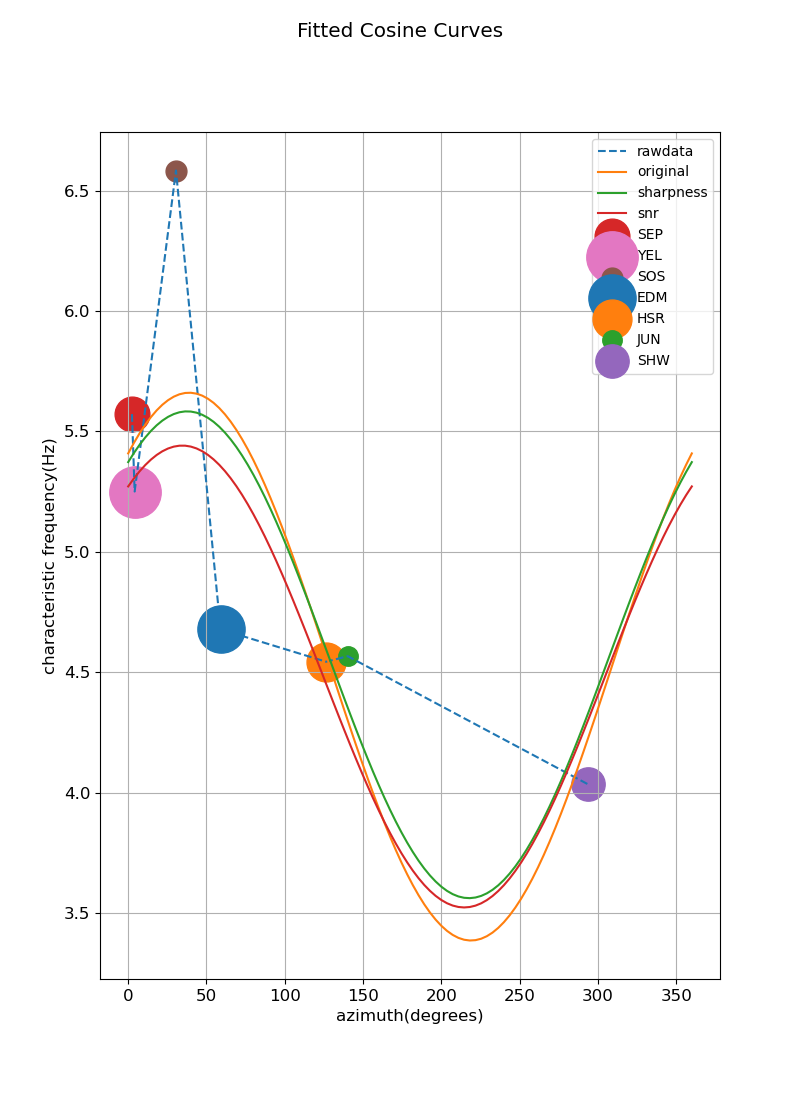 Fitted Cosine Curves
rawdata
original
sharpness
snr
SEP
YEL
SOS
EDM
HSR
JUN
SHW
characteristic frequency(Hz)
6.5
6.0
5.5
5.0
4.5
4.0
3.5
0 50 100 150 200 250 300 350
azimuth(degrees)